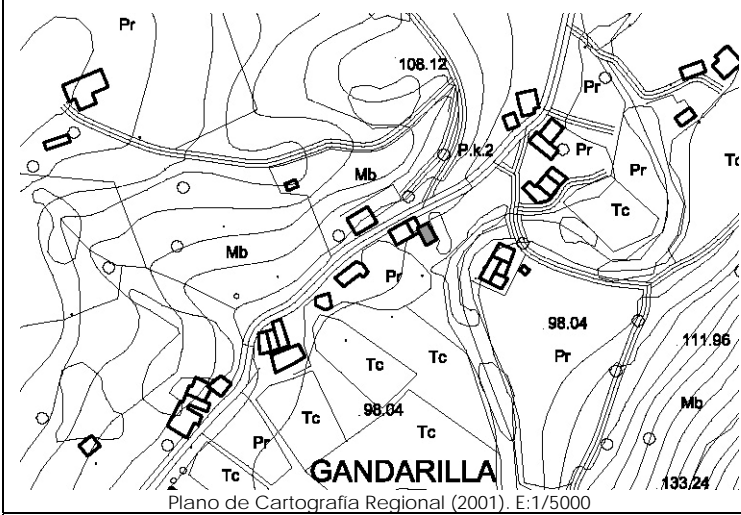 Pr
108.12
Pr
P.k.2
Pr
Pr
Tc
Mb
Tc
Mb
Pr
98.04
111.96
Tc
Tc
Pr
98.04
Mb
Tc
Tc
Pr
Tc
GANDARILLA
133.24
Plano de Cartografía Regional (2001). E:1/5000